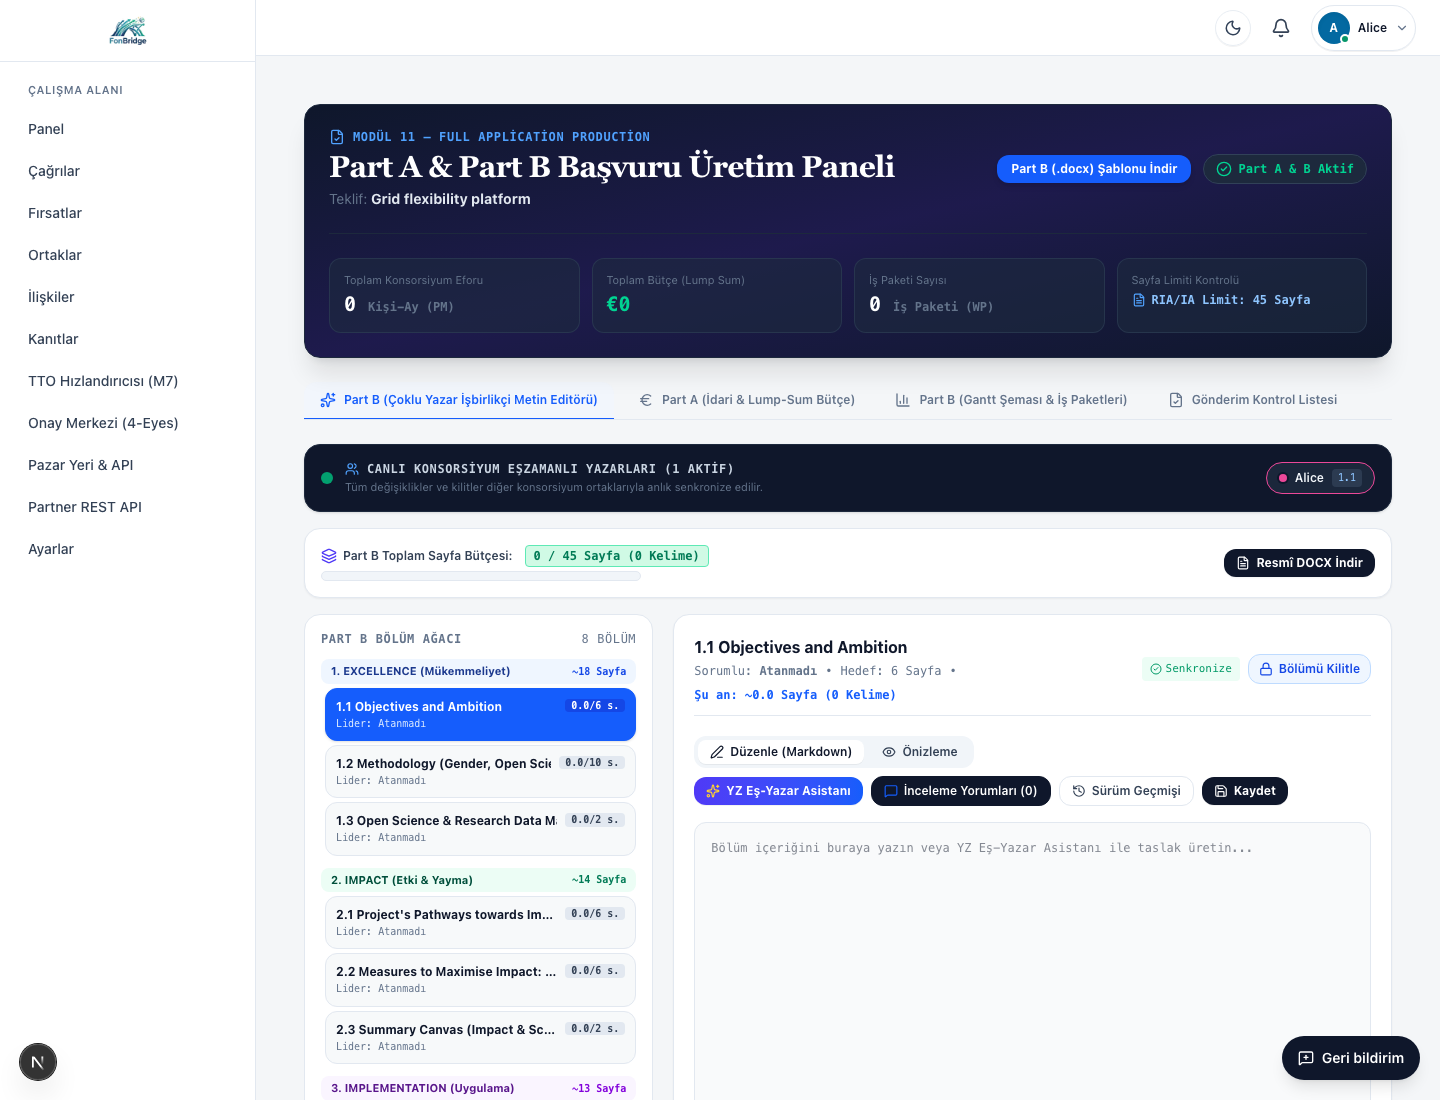 FonBridge
A
Alice
ÇALIŞMA ALANI
Panel
Çağrılar
Fırsatlar
Ortaklar
İlişkiler
Kanıtlar
TTO Hızlandırıcısı (M7)
Onay Merkezi (4-Eyes)
Pazar Yeri & API
Partner REST API
Ayarlar
MODÜL 11 — FULL APPLICATİON PRODUCTİON
Part A & Part B Başvuru Üretim Paneli
Teklif: Grid flexibility platform
Part B (.docx) Şablonu İndir
Part A & B Aktif
Toplam Konsorsiyum Eforu
0 Kişi-Ay (PM)
Toplam Bütçe (Lump Sum)
€0
İş Paketi Sayısı
0 İş Paketi (WP)
Sayfa Limiti Kontrolü
RIA/IA Limit: 45 Sayfa
Part B (Çoklu Yazar İşbirlikçi Metin Editörü)
Part A (İdari & Lump-Sum Bütçe)
Part B (Gantt Şeması & İş Paketleri)
Gönderim Kontrol Listesi
CANLI KONSORSİYUM EŞZAMANLI YAZARLARI (1 AKTİF)
Tüm değişiklikler ve kilitler diğer konsorsiyum ortaklarıyla anlık senkronize edilir.
Alice 1.1
Part B Toplam Sayfa Bütçesi: 0 / 45 Sayfa (0 Kelime)
Resmî DOCX İndir
PART B BÖLÜM AĞACI 8 BÖLÜM
1. EXCELLENCE (Mükemmeliyet) ~18 Sayfa
1.1 Objectives and Ambition 0.0/6 s.
Lider: Atanmadı
1.2 Methodology (Gender, Open Scie 0.0/10 s.
Lider: Atanmadı
1.3 Open Science & Research Data M 0.0/2 s.
Lider: Atanmadı
2. IMPACT (Etki & Yayma) ~14 Sayfa
2.1 Project's Pathways towards Im... 0.0/6 s.
Lider: Atanmadı
2.2 Measures to Maximise Impact: ... 0.0/6 s.
Lider: Atanmadı
2.3 Summary Canvas (Impact & Sc... 0.0/2 s.
Lider: Atanmadı
3. IMPLEMENTATION (Uygulama) ~13 Sayfa
1.1 Objectives and Ambition
Sorumlu: Atanmadı • Hedef: 6 Sayfa •
Şu an: ~0.0 Sayfa (0 Kelime)
Senkronize
Bölümü Kilitle
Düzenle (Markdown)
Önizleme
YZ Eş-Yazar Asistanı
İnceleme Yorumları (0)
Sürüm Geçmişi
Kaydet
Bölüm içeriğini buraya yazın veya YZ Eş-Yazar Asistanı ile taslak üretin...
N
Geri bildirim